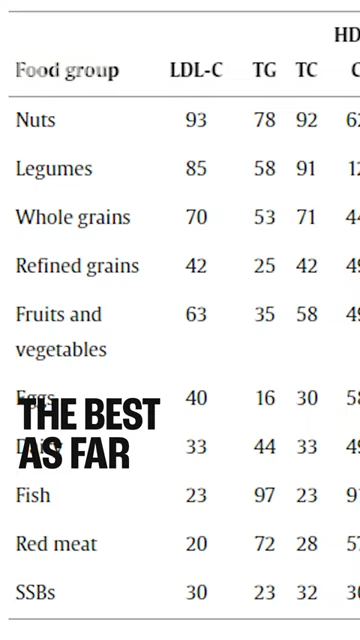 HD
Food group LDL-C TG TC C
Nuts 93 78 92 62
Legumes 85 58 91 12
Whole grains 70 53 71 44
Refined grains 42 25 42 49
Fruits and 63 35 58 49
vegetables
Eggs 40 16 30 58
THE BEST
Dairy 33 44 33 49
AS FAR
Fish 23 97 23 97
Red meat 20 72 28 57
SSBs 30 23 32 30